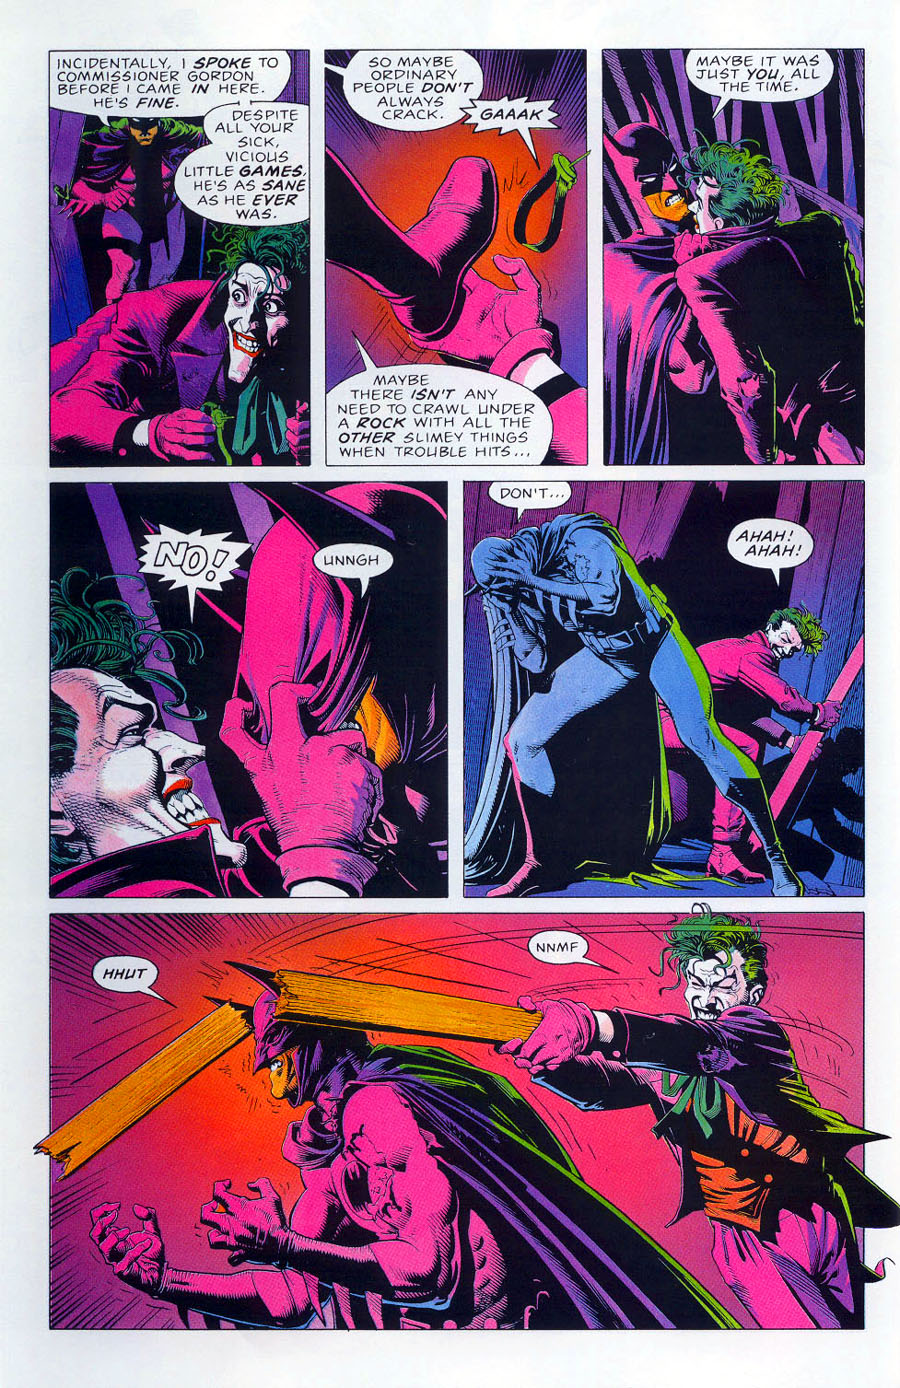 INCIDENTALLY, I SPOKE TO
COMMISSIONER GORDON
BEFORE I CAME IN HERE.
HE'S FINE.
DESPITE
ALL YOUR
SICK,
VICIOUS
LITTLE GAMES,
HE'S AS SANE
AS HE EVER
WAS.
SO MAYBE
ORDINARY
PEOPLE DON'T
ALWAYS
CRACK.
GAAAK
MAYBE
THERE ISN'T ANY
NEED TO CRAWL UNDER
A ROCK WITH ALL THE
OTHER SLIMEY THINGS
WHEN TROUBLE HITS...
MAYBE IT WAS
JUST YOU, ALL
THE TIME.
NO!
UNNGH
DON'T...
AHAH!
AHAH!
HHUT
NNMF